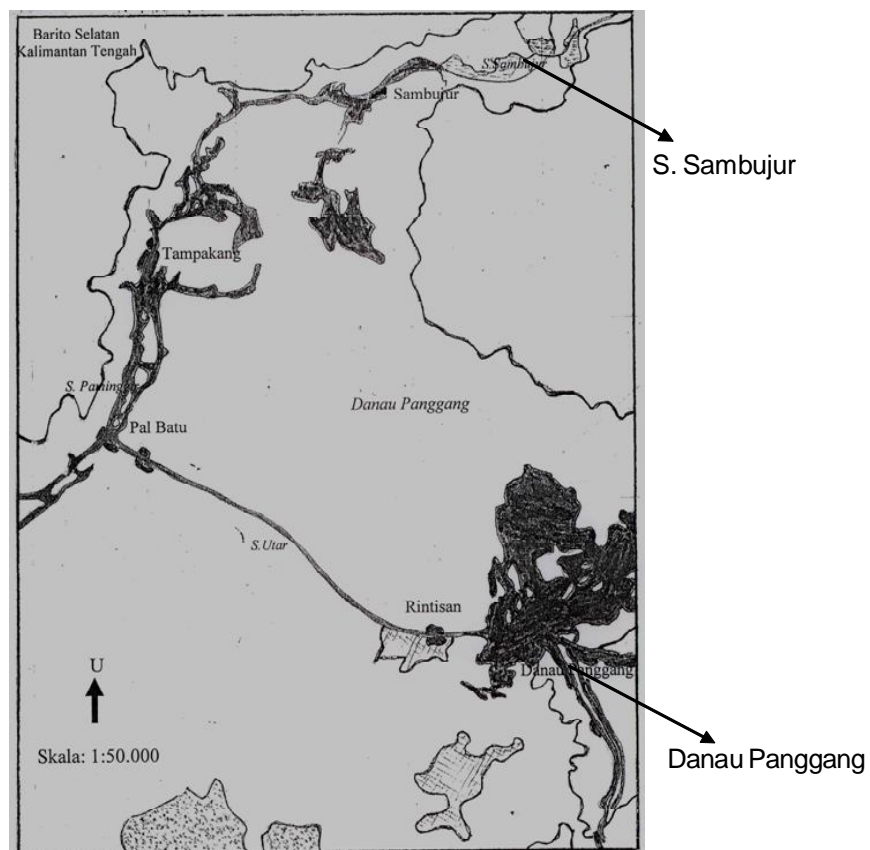 Barito Selatan
Kalimantan Tengah
S.Sambujur
Sambujur
S. Sambujur
Tampakang
S. Paminggir
Danau Panggang
Pal Batu
S.Utar
Rintisan
Danau Panggang
U
Skala: 1:50.000
Danau Panggang